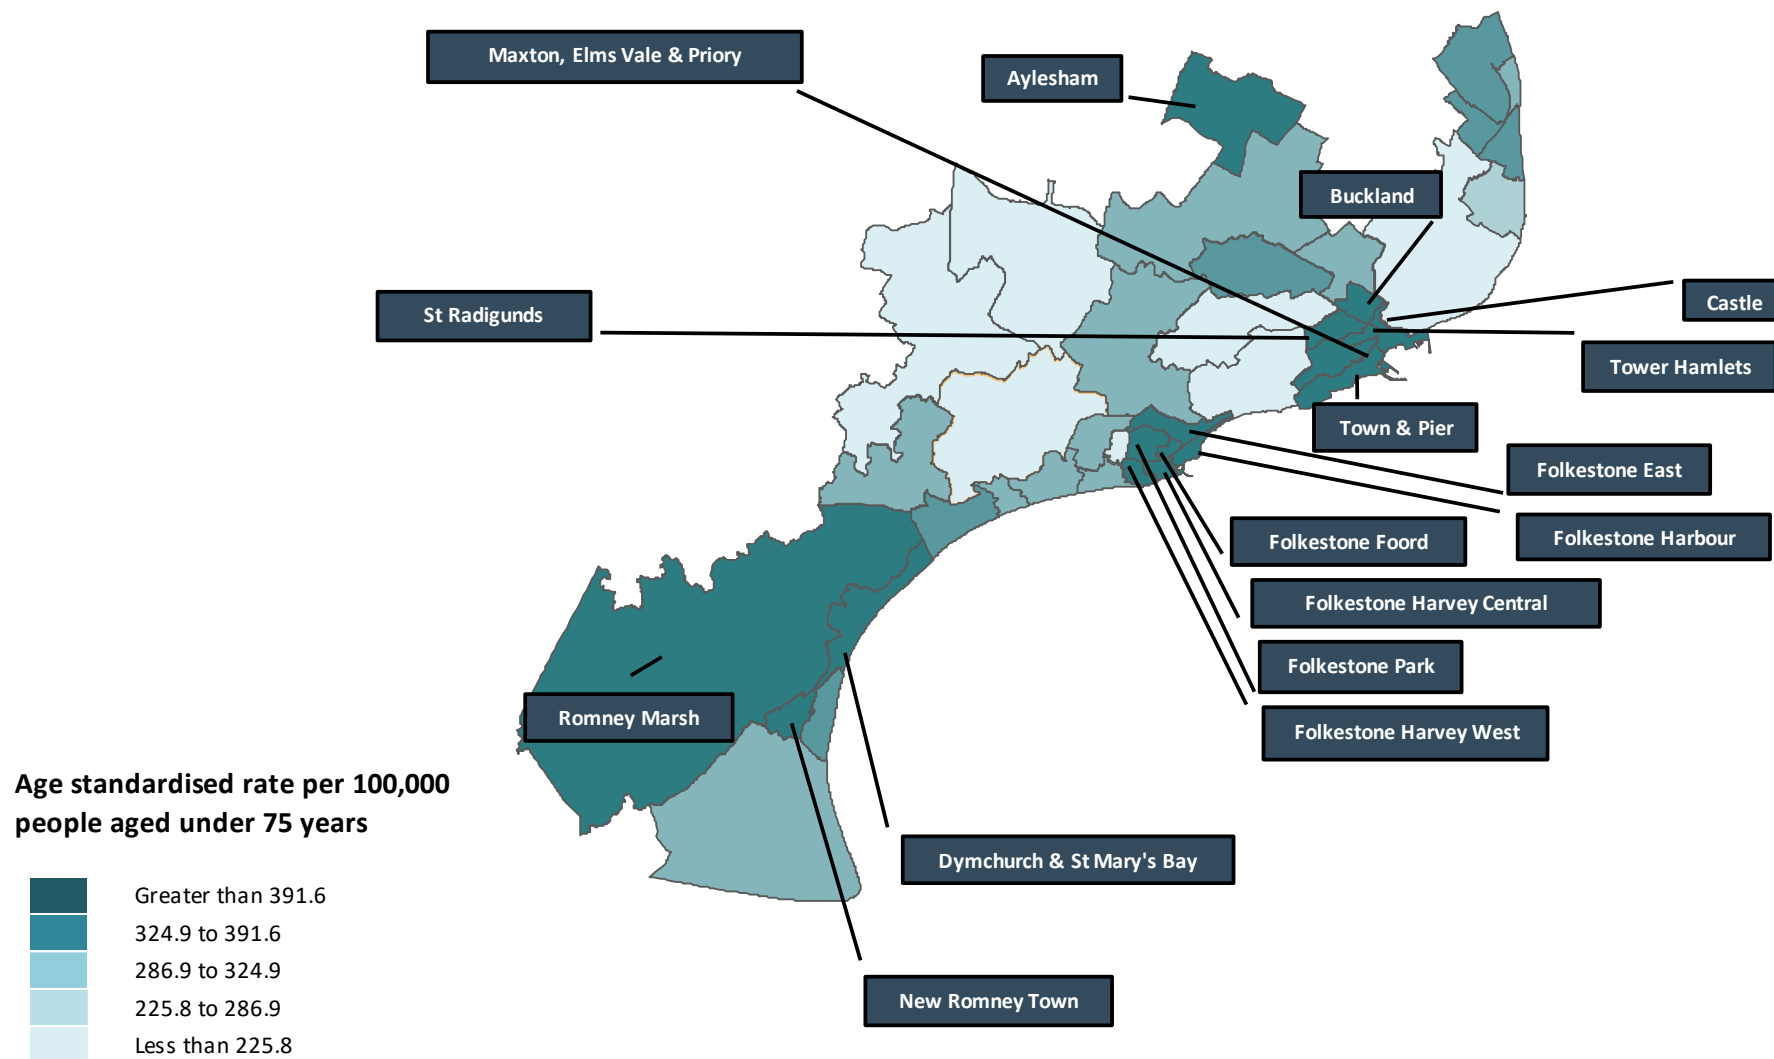 Maxton, Elms Vale & Priory
Aylesham
Buckland
St Radigunds
Castle
Tower Hamlets
Town & Pier
Folkestone East
Folkestone Harbour
Folkestone Foord
Folkestone Harvey Central
Folkestone Park
Folkestone Harvey West
Romney Marsh
Dymchurch & St Mary's Bay
New Romney Town
Age standardised rate per 100,000
people aged under 75 years
Greater than 391.6
324.9 to 391.6
286.9 to 324.9
225.8 to 286.9
Less than 225.8